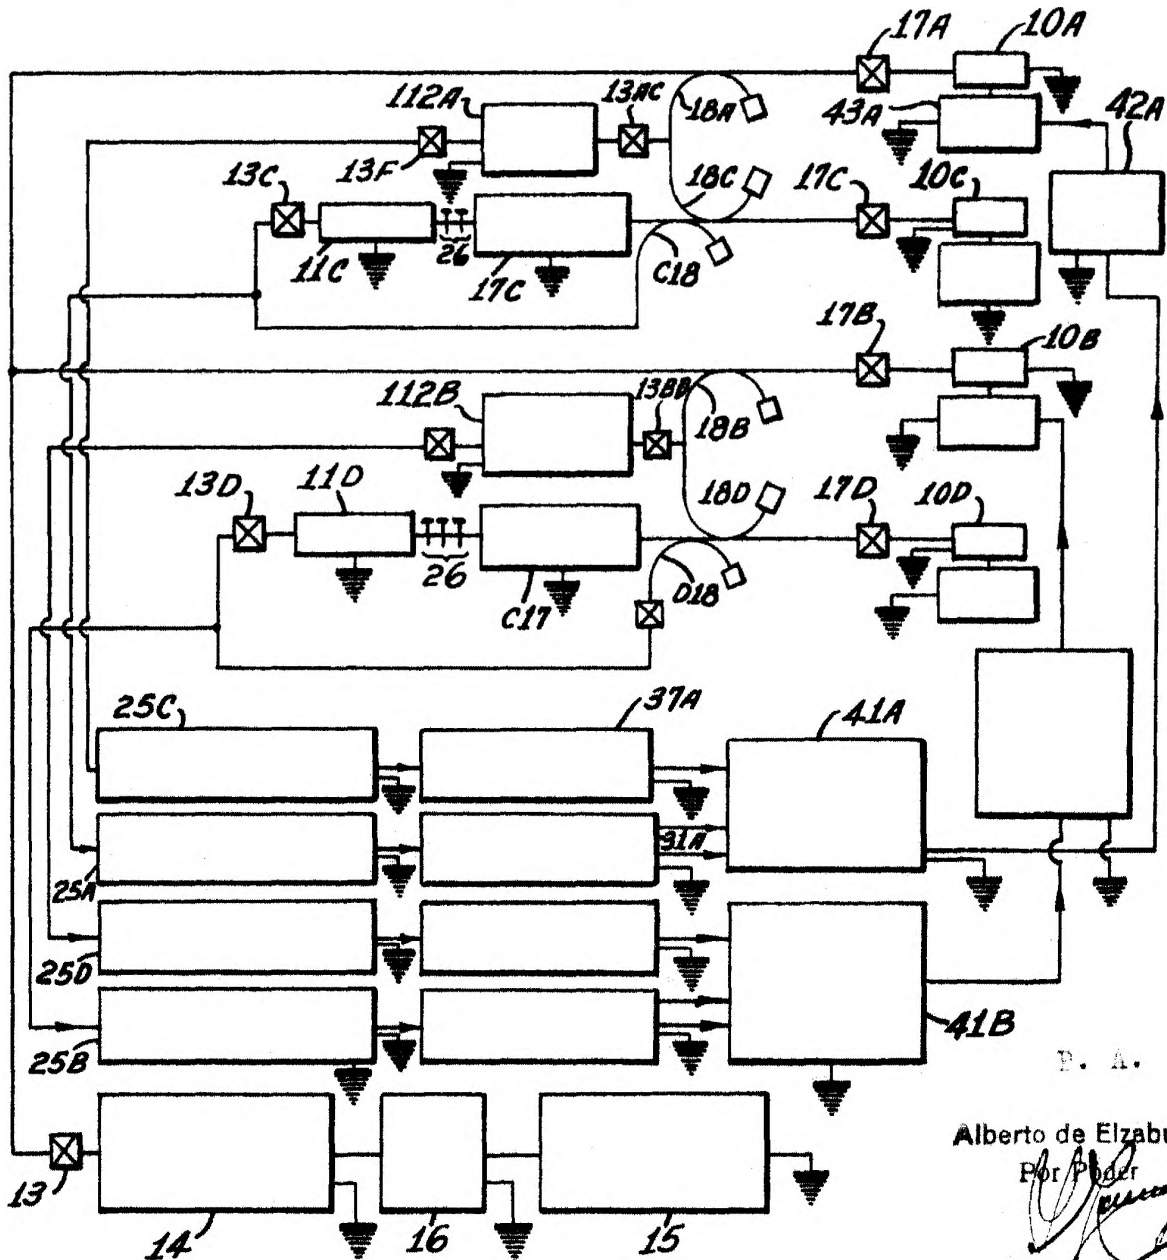 17A 10A
112A 13AC 18A 43A 42A
13F
13C 18C 17C 10C
11C 26 17C C18
17B 10B
112B 13BB 18B
13D 11D 18D 17D 10D
26 C17 D18
25C 37A 41A
25A 31A
25D
25B 41B
P. A.
Alberto de Elzabu
Por Poder
13 14 16 15